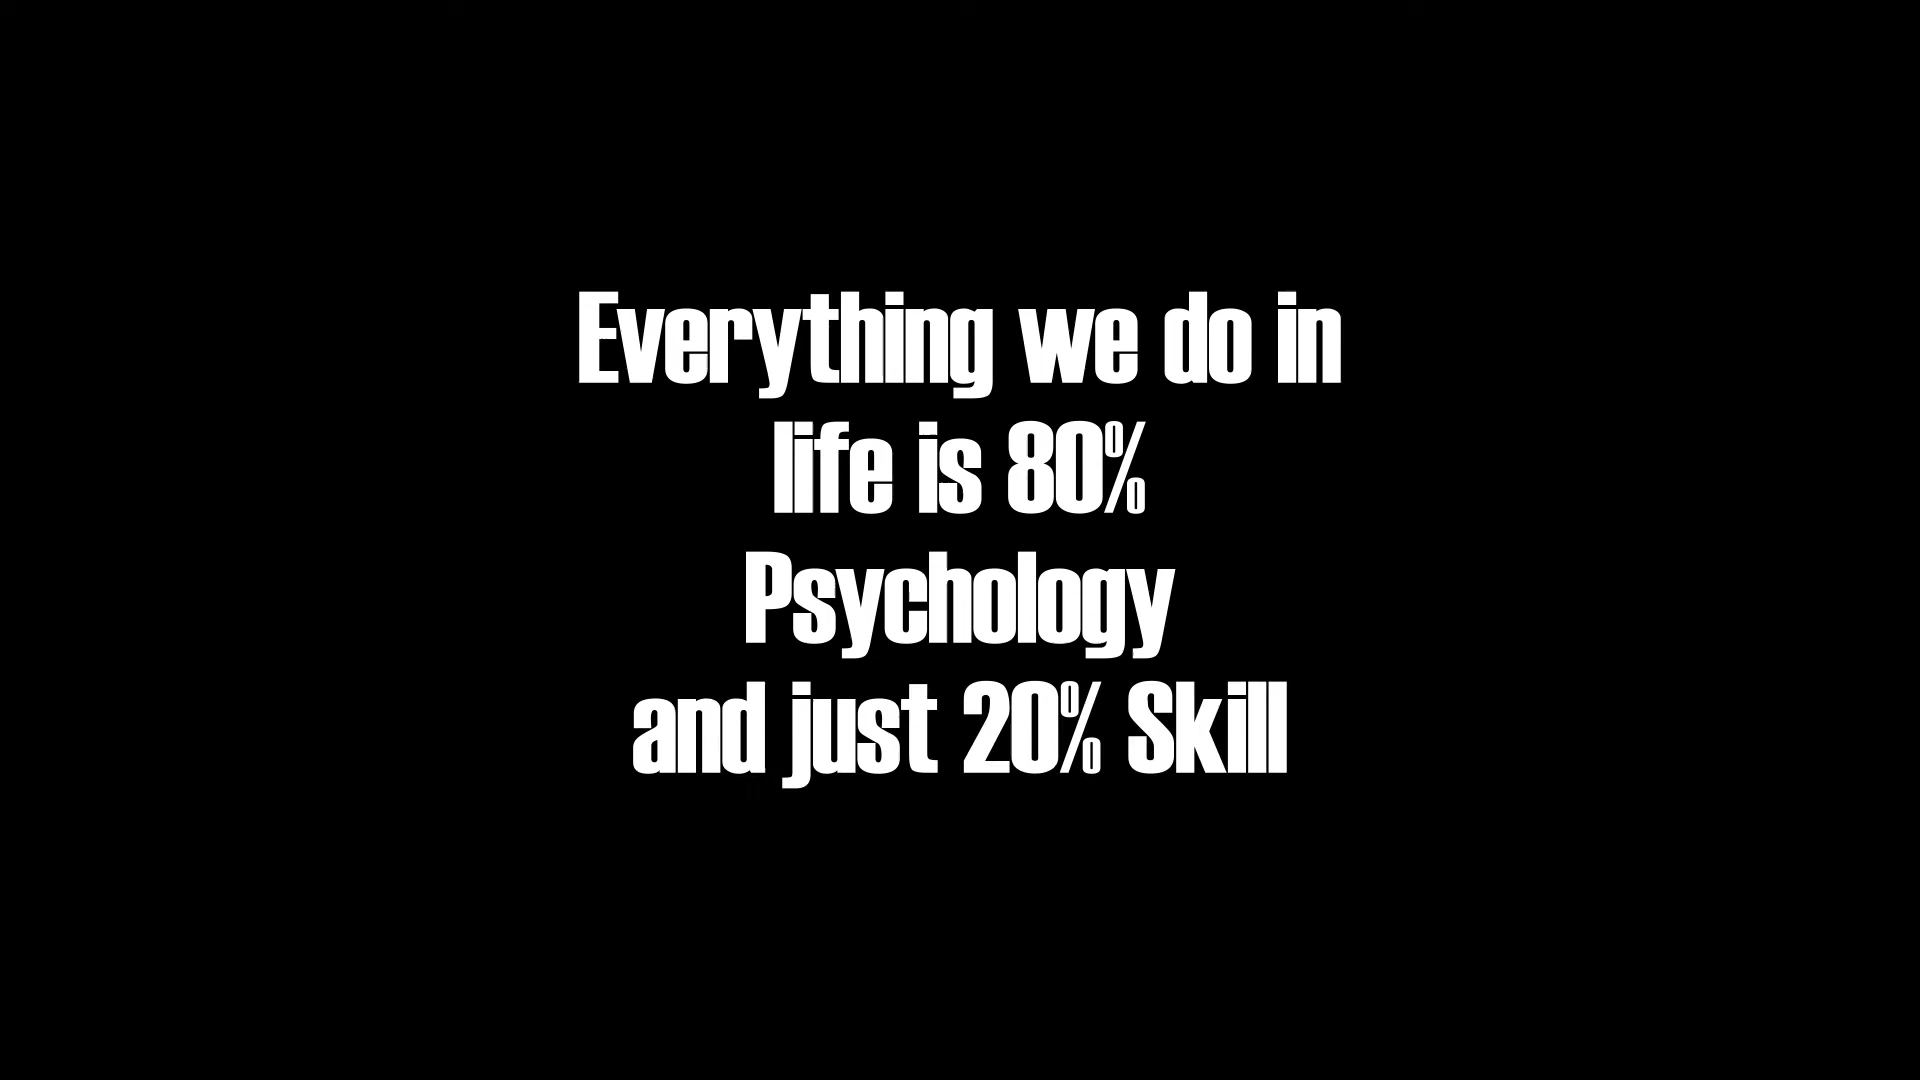 Everything we do in
life is 80%
Psychology
and just 20% Skill